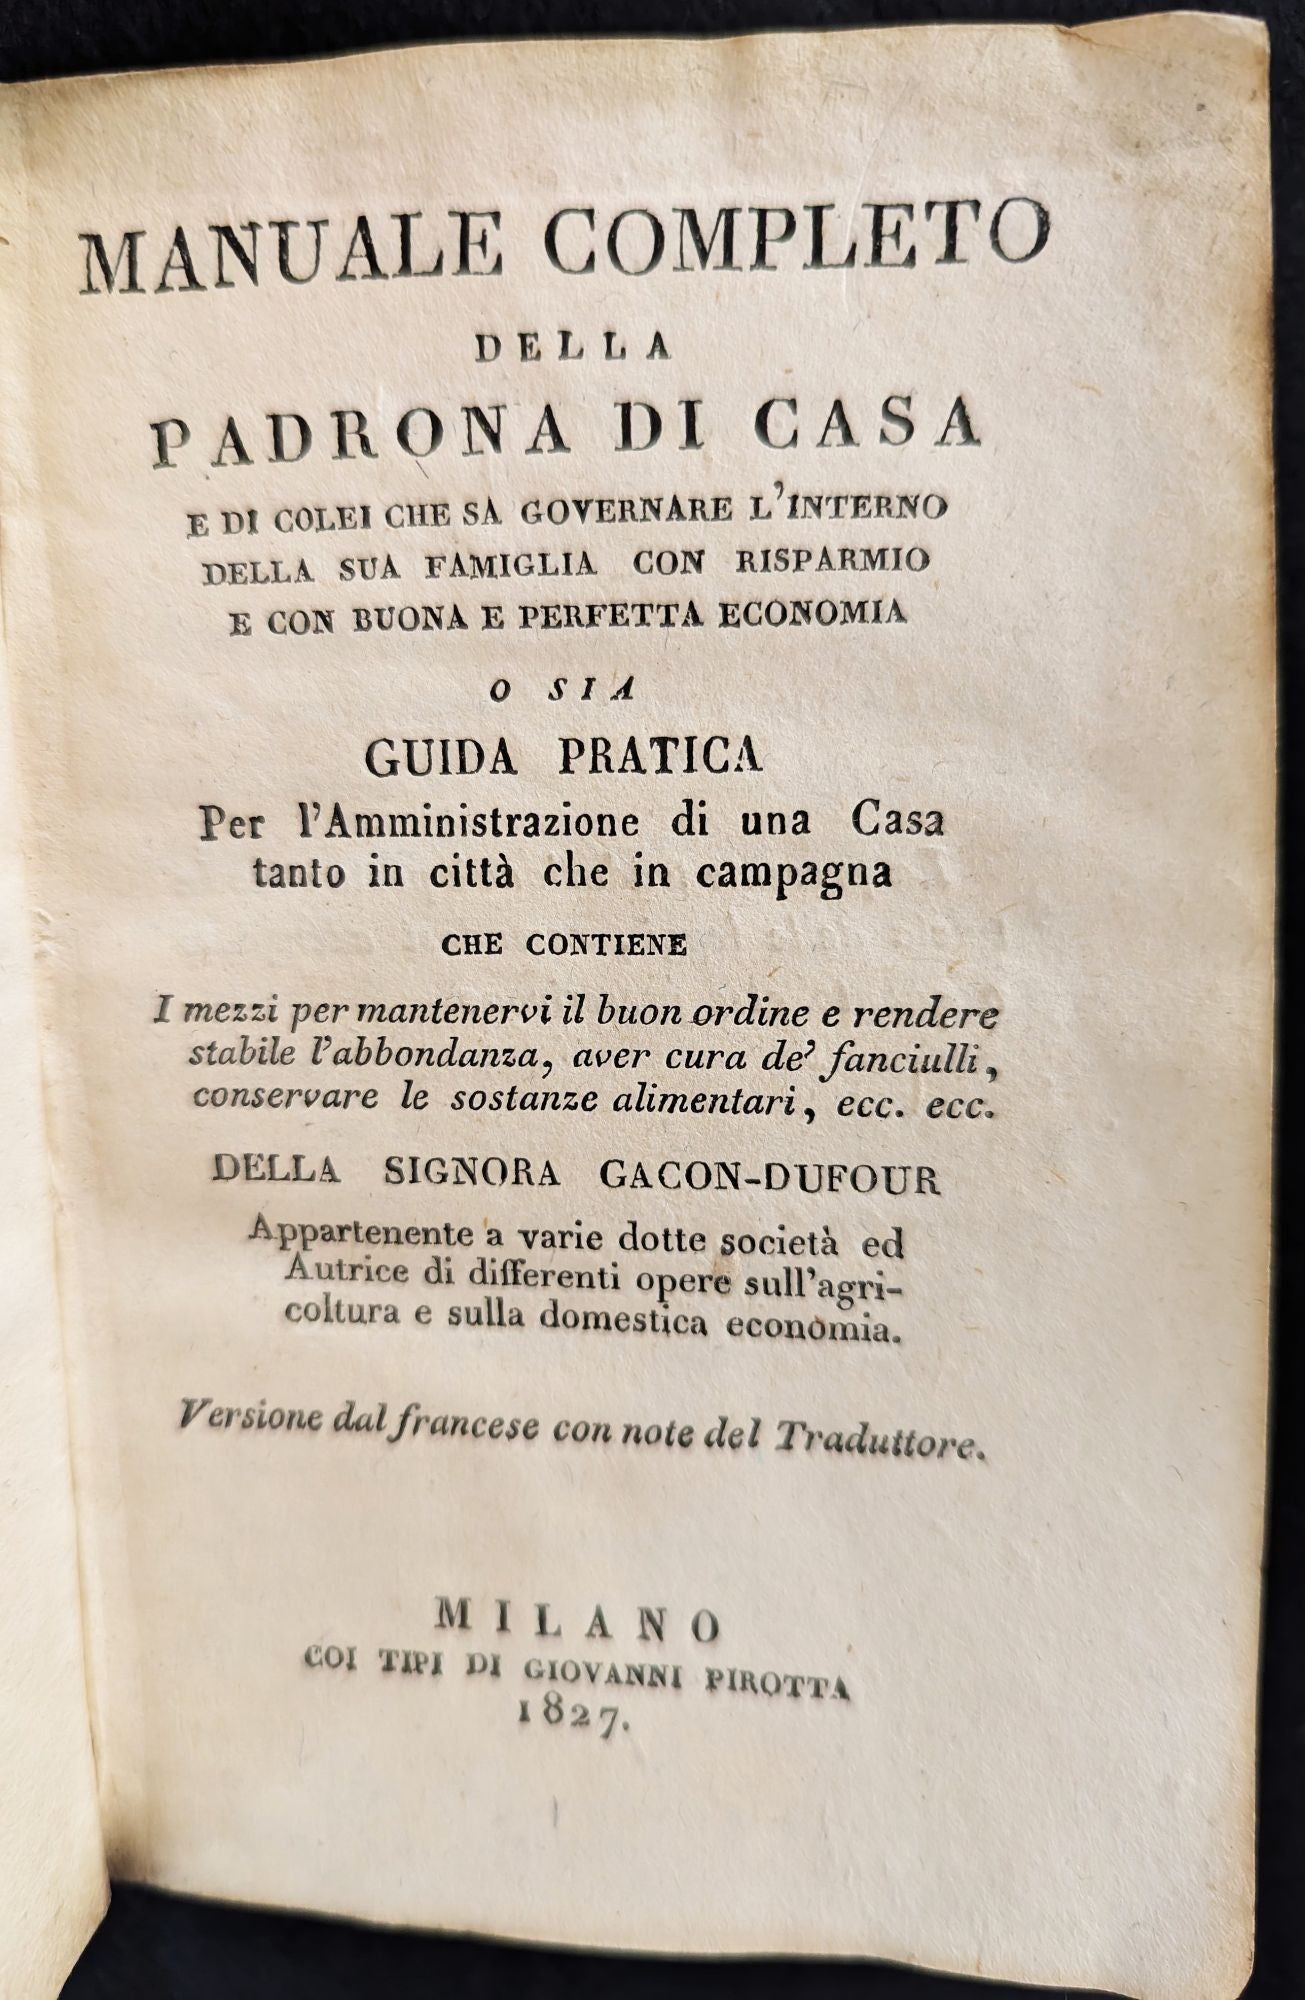 MANUALE COMPLETO
DELLA
PADRONA DI CASA
E DI COLEI CHE SA GOVERNARE L'INTERNO
DELLA SUA FAMIGLIA CON RISPARMIO
E CON BUONA E PERFETTA ECONOMIA
O SIA
GUIDA PRATICA
Per l'Amministrazione di una Casa
tanto in città che in campagna
CHE CONTIENE
I mezzi per mantenervi il buon ordine e rendere
stabile l'abbondanza, aver cura de' fanciulli,
conservare le sostanze alimentari, ecc. ecc.
DELLA SIGNORA GACON-DUFOUR
Appartenente a varie dotte società ed
Autrice di differenti opere sull'agri-
coltura e sulla domestica economia.
Versione dal francese con note del Traduttore.
MILANO
COI TIPI DI GIOVANNI PIROTTA
1827.